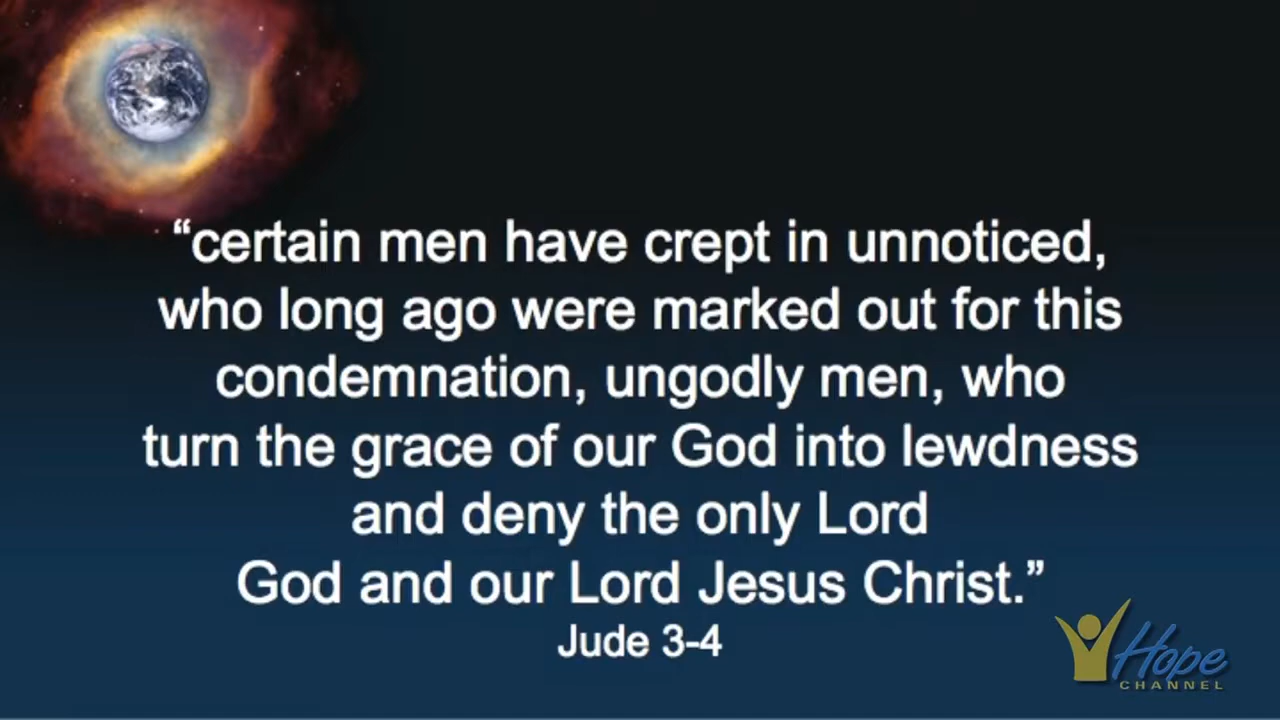 “certain men have crept in unnoticed,
who long ago were marked out for this
condemnation, ungodly men, who
turn the grace of our God into lewdness
and deny the only Lord
God and our Lord Jesus Christ.”
Jude 3-4
Hope
CHANNEL